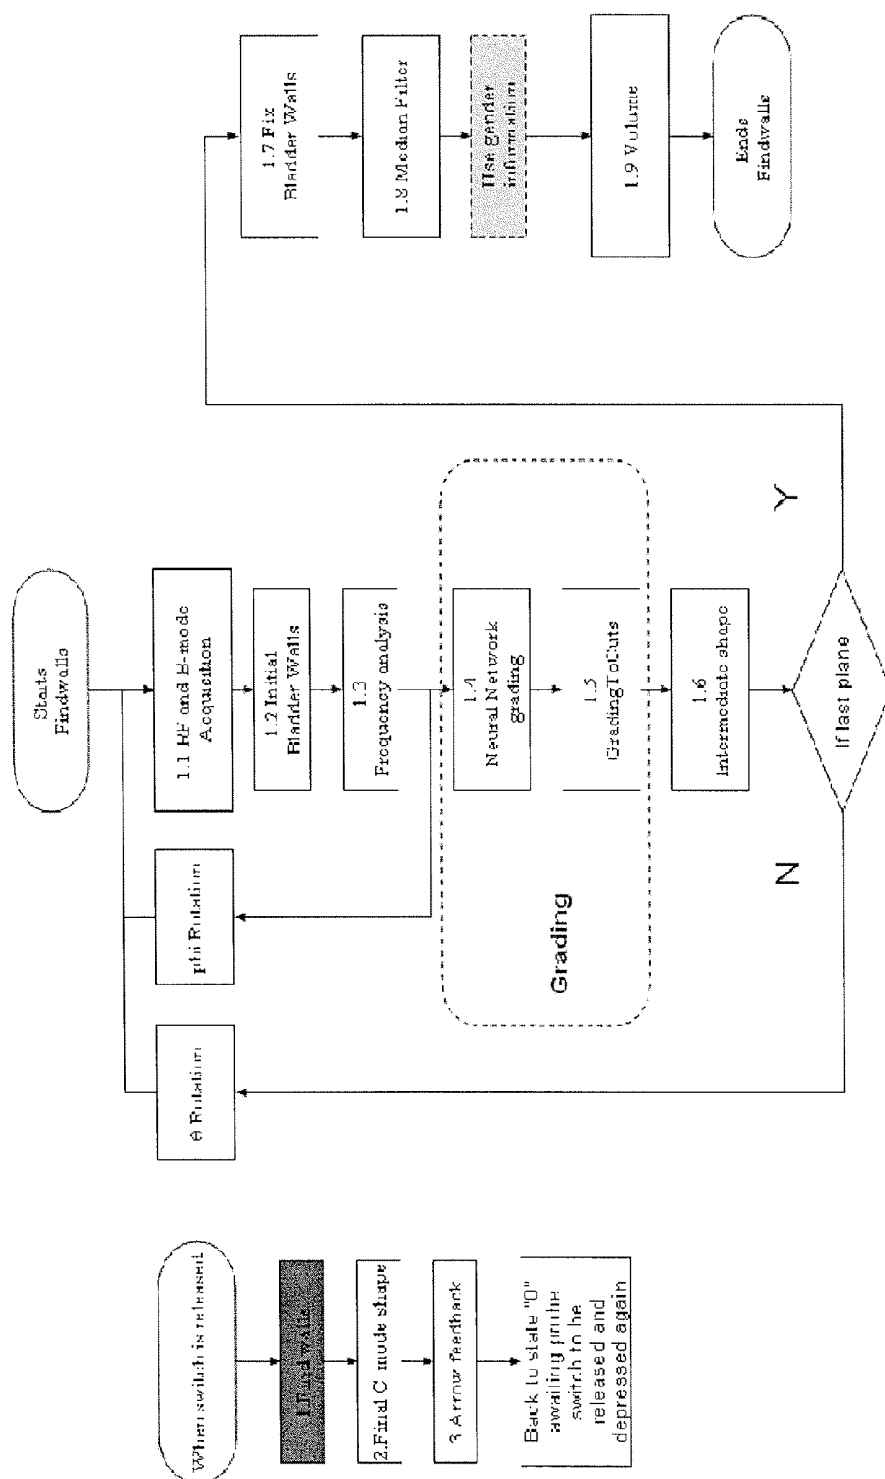 When switch is released
1.Find walls
2.Final C mode shape
3 Arrow feedback
Back to state "0"
awaiting probe
switch to be
released and
depressed again
Starts
Findwalls
θ Rotation
phi Rotation
1.1 RF and B-mode
Acquisition
1.2 Initial
Bladder Walls
1.3
Frequency analysis
Grading
1.4
Neural Network
grading
1.5
GradingToCuts
1.6
Intermediate shape
If last plane
N
Y
1.7 Fix
Bladder Walls
1.8 Median Filter
Use gender
information
1.9 Volume
Ends
Findwalls